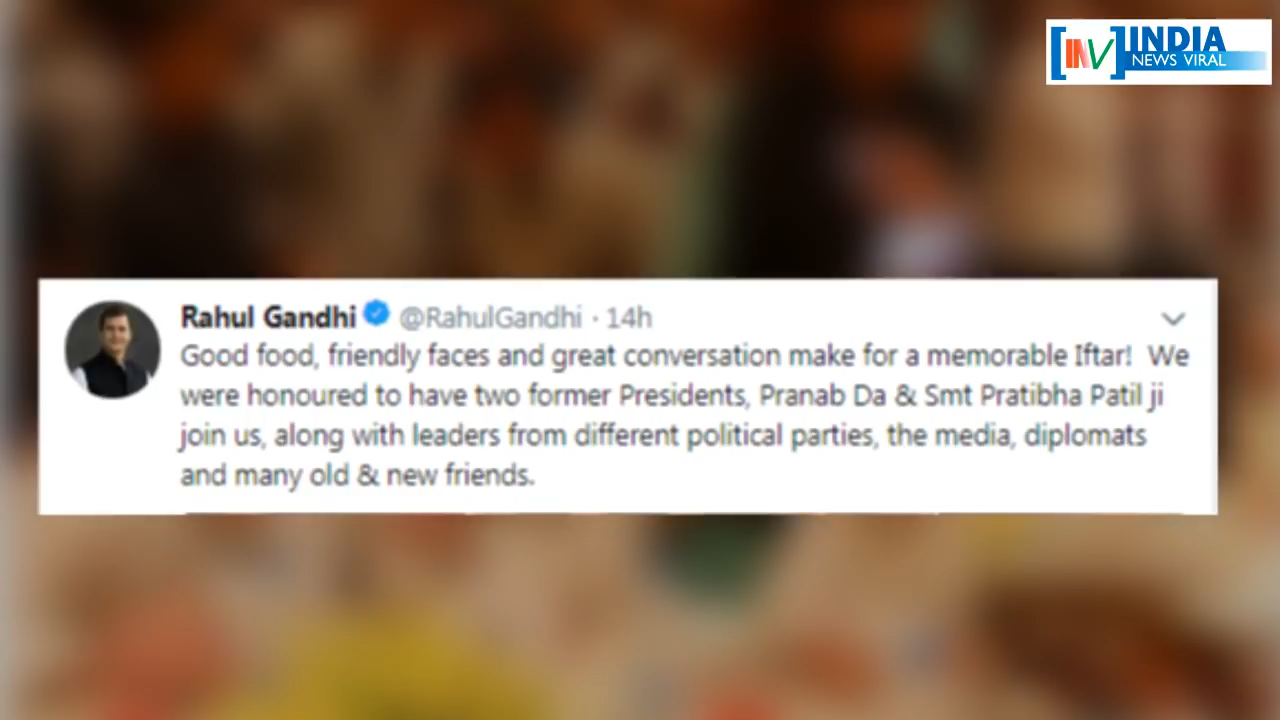 [INV] INDIA
NEWS VIRAL
Rahul Gandhi @RahulGandhi · 14h
Good food, friendly faces and great conversation make for a memorable Iftar! We
were honoured to have two former Presidents, Pranab Da & Smt Pratibha Patil ji
join us, along with leaders from different political parties, the media, diplomats
and many old & new friends.